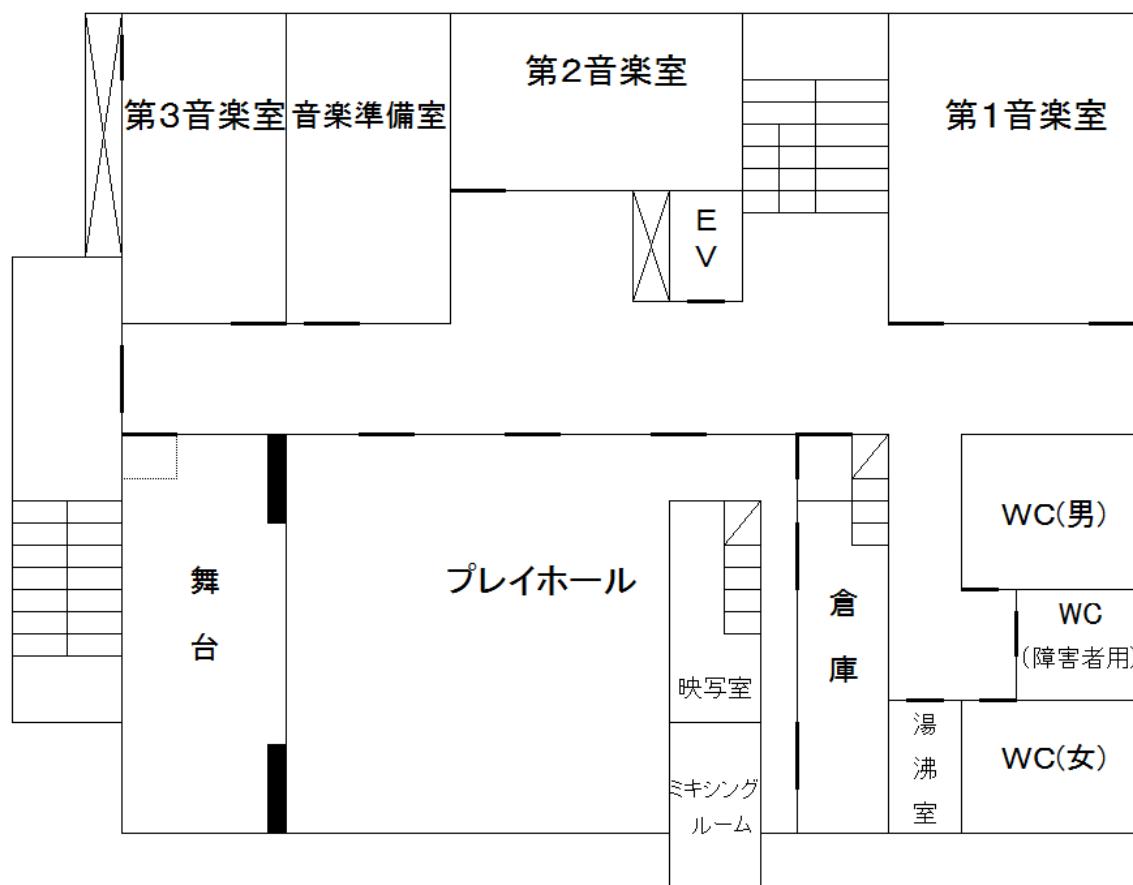 第３音楽室
音楽準備室
第２音楽室
第１音楽室
ＥＶ
舞台
プレイホール
映写室
ミキシング
ルーム
倉庫
ＷＣ(男)
ＷＣ
(障害者用)
湯沸室
ＷＣ(女)